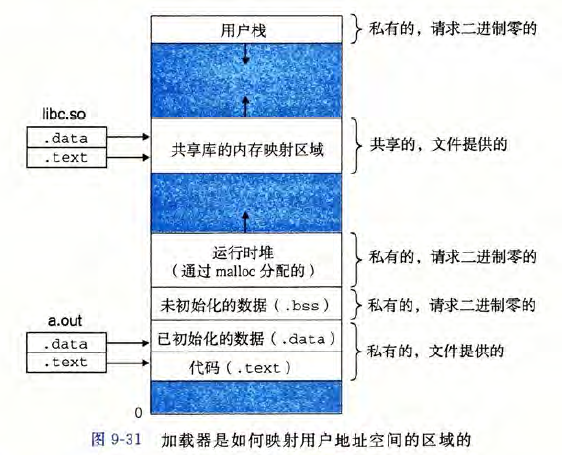 用户栈
私有的，请求二进制零的
libc.so
.data
.text
共享库的内存映射区域
共享的，文件提供的
运行时堆
（通过 malloc 分配的）
私有的，请求二进制零的
未初始化的数据（.bss）
私有的，请求二进制零的
a.out
.data
.text
已初始化的数据（.data）
代码（.text）
私有的，文件提供的
0
图 9-31 加载器是如何映射用户地址空间的区域的